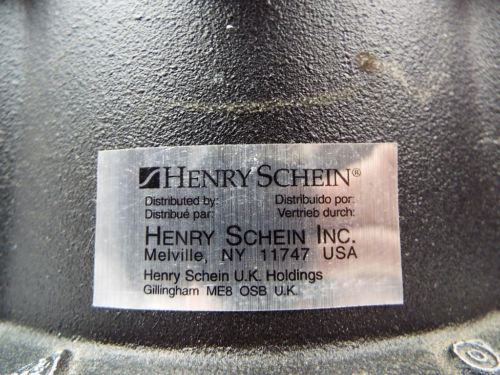 HENRY SCHEIN®
Distributed by: Distribuido por:
Distribué par: Vertrieb durch:
HENRY SCHEIN INC.
Melville, NY 11747 USA
Henry Schein U.K. Holdings
Gillingham ME8 OSB U.K.